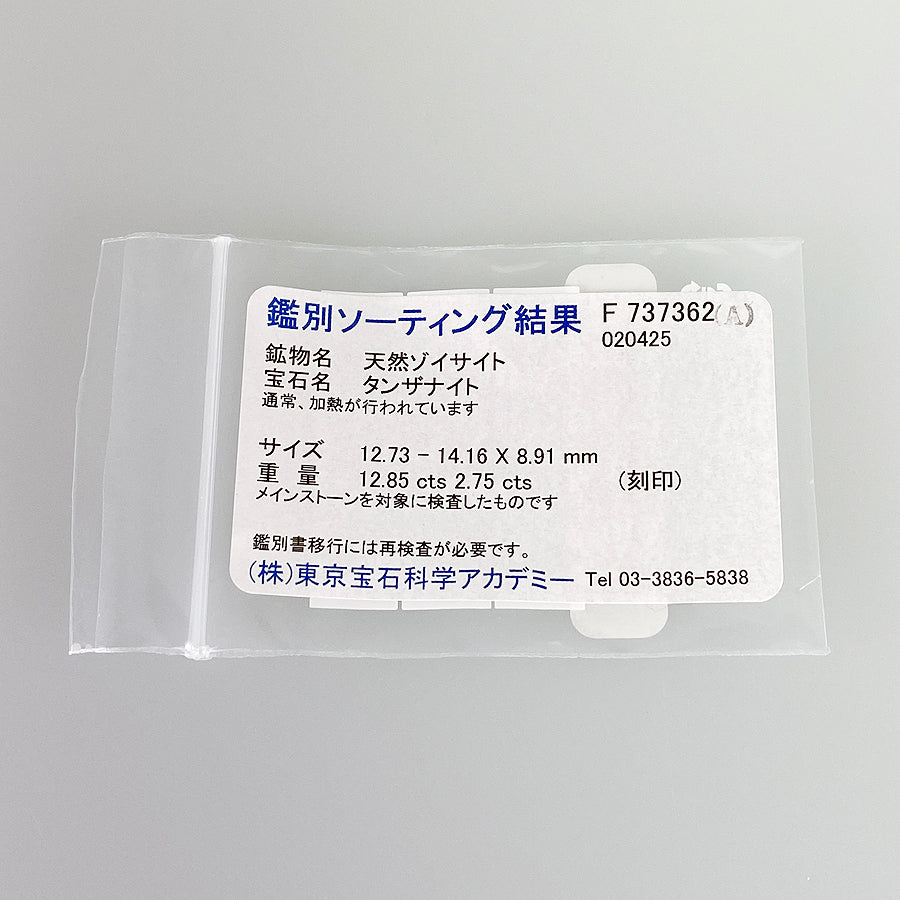 鑑別ソーティング結果 F 737362(A)
020425
鉱物名 天然ゾイサイト
宝石名 タンザナイト
通常、加熱が行われています
サイズ 12.73 - 14.16 X 8.91 mm
重 量 12.85 cts 2.75 cts (刻印)
メインストーンを対象に検査したものです
鑑別書移行には再検査が必要です。
(株)東京宝石科学アカデミー Tel 03-3836-5838